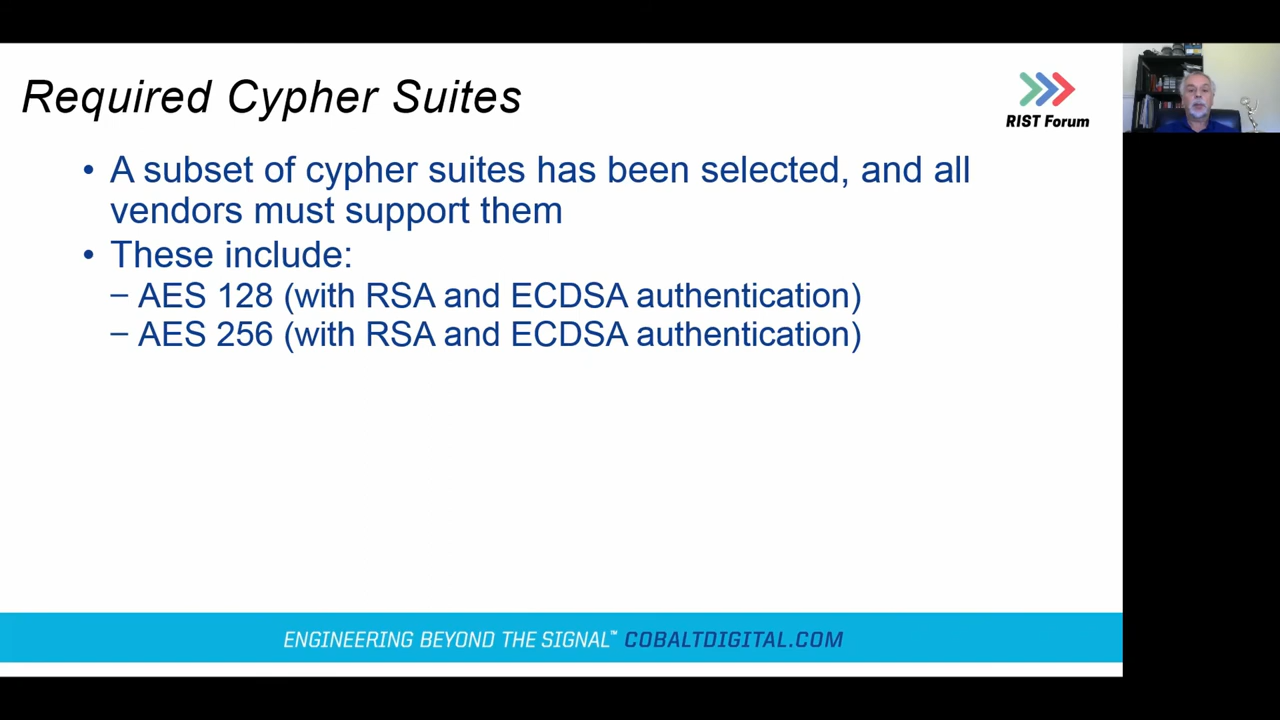 Required Cypher Suites
RIST Forum
• A subset of cypher suites has been selected, and all
vendors must support them
• These include:
– AES 128 (with RSA and ECDSA authentication)
– AES 256 (with RSA and ECDSA authentication)
ENGINEERING BEYOND THE SIGNAL™ COBALTDIGITAL.COM